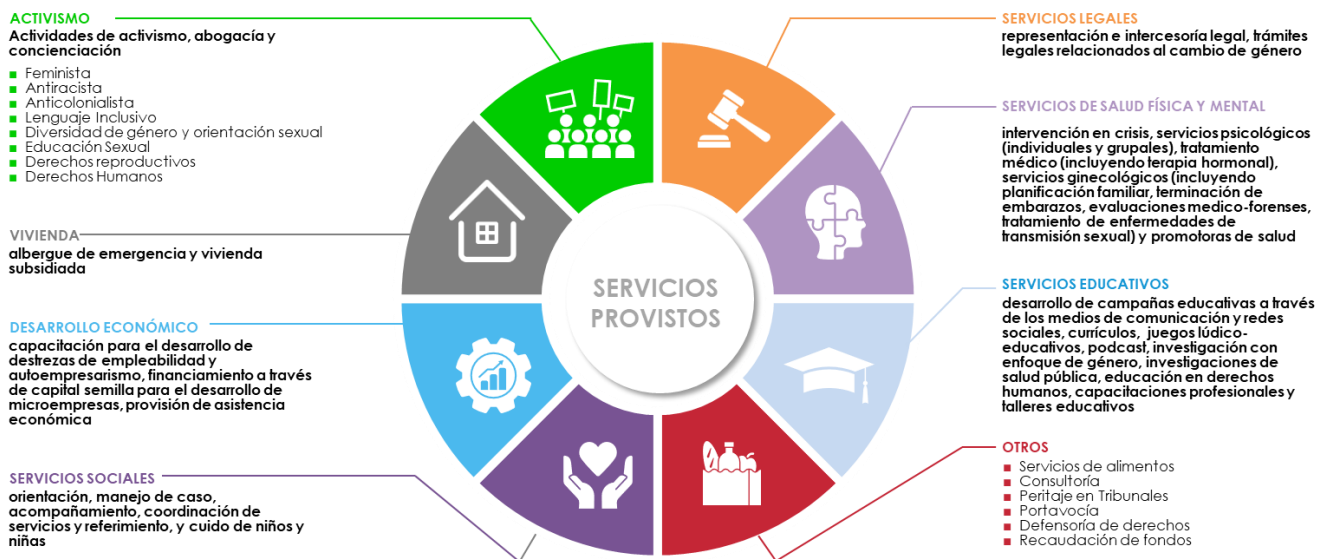 ACTIVISMO
Actividades de activismo, abogacía y
concienciación
Feminista
Antiracista
Anticolonialista
Lenguaje Inclusivo
Diversidad de género y orientación sexual
Educación Sexual
Derechos reproductivos
Derechos Humanos
VIVIENDA
albergue de emergencia y vivienda
subsidiada
DESARROLLO ECONÓMICO
capacitación para el desarrollo de
destrezas de empleabilidad y
autoempresarismo, financiamiento a través
de capital semilla para el desarrollo de
microempresas, provisión de asistencia
económica
SERVICIOS SOCIALES
orientación, manejo de caso,
acompañamiento, coordinación de
servicios y referimiento, y cuido de niños y
niñas
SERVICIOS
PROVISTOS
SERVICIOS LEGALES
representación e intercesoría legal, trámites
legales relacionados al cambio de género
SERVICIOS DE SALUD FÍSICA Y MENTAL
intervención en crisis, servicios psicológicos
(individuales y grupales), tratamiento
médico (incluyendo terapia hormonal),
servicios ginecológicos (incluyendo
planificación familiar, terminación de
embarazos, evaluaciones medico-forenses,
tratamiento de enfermedades de
transmisión sexual) y promotoras de salud
SERVICIOS EDUCATIVOS
desarrollo de campañas educativas a través
de los medios de comunicación y redes
sociales, currículos, juegos lúdico-
educativos, podcast, investigación con
enfoque de género, investigaciones de
salud pública, educación en derechos
humanos, capacitaciones profesionales y
talleres educativos
OTROS
Servicios de alimentos
Consultoría
Peritaje en Tribunales
Portavocía
Defensoría de derechos
Recaudación de fondos